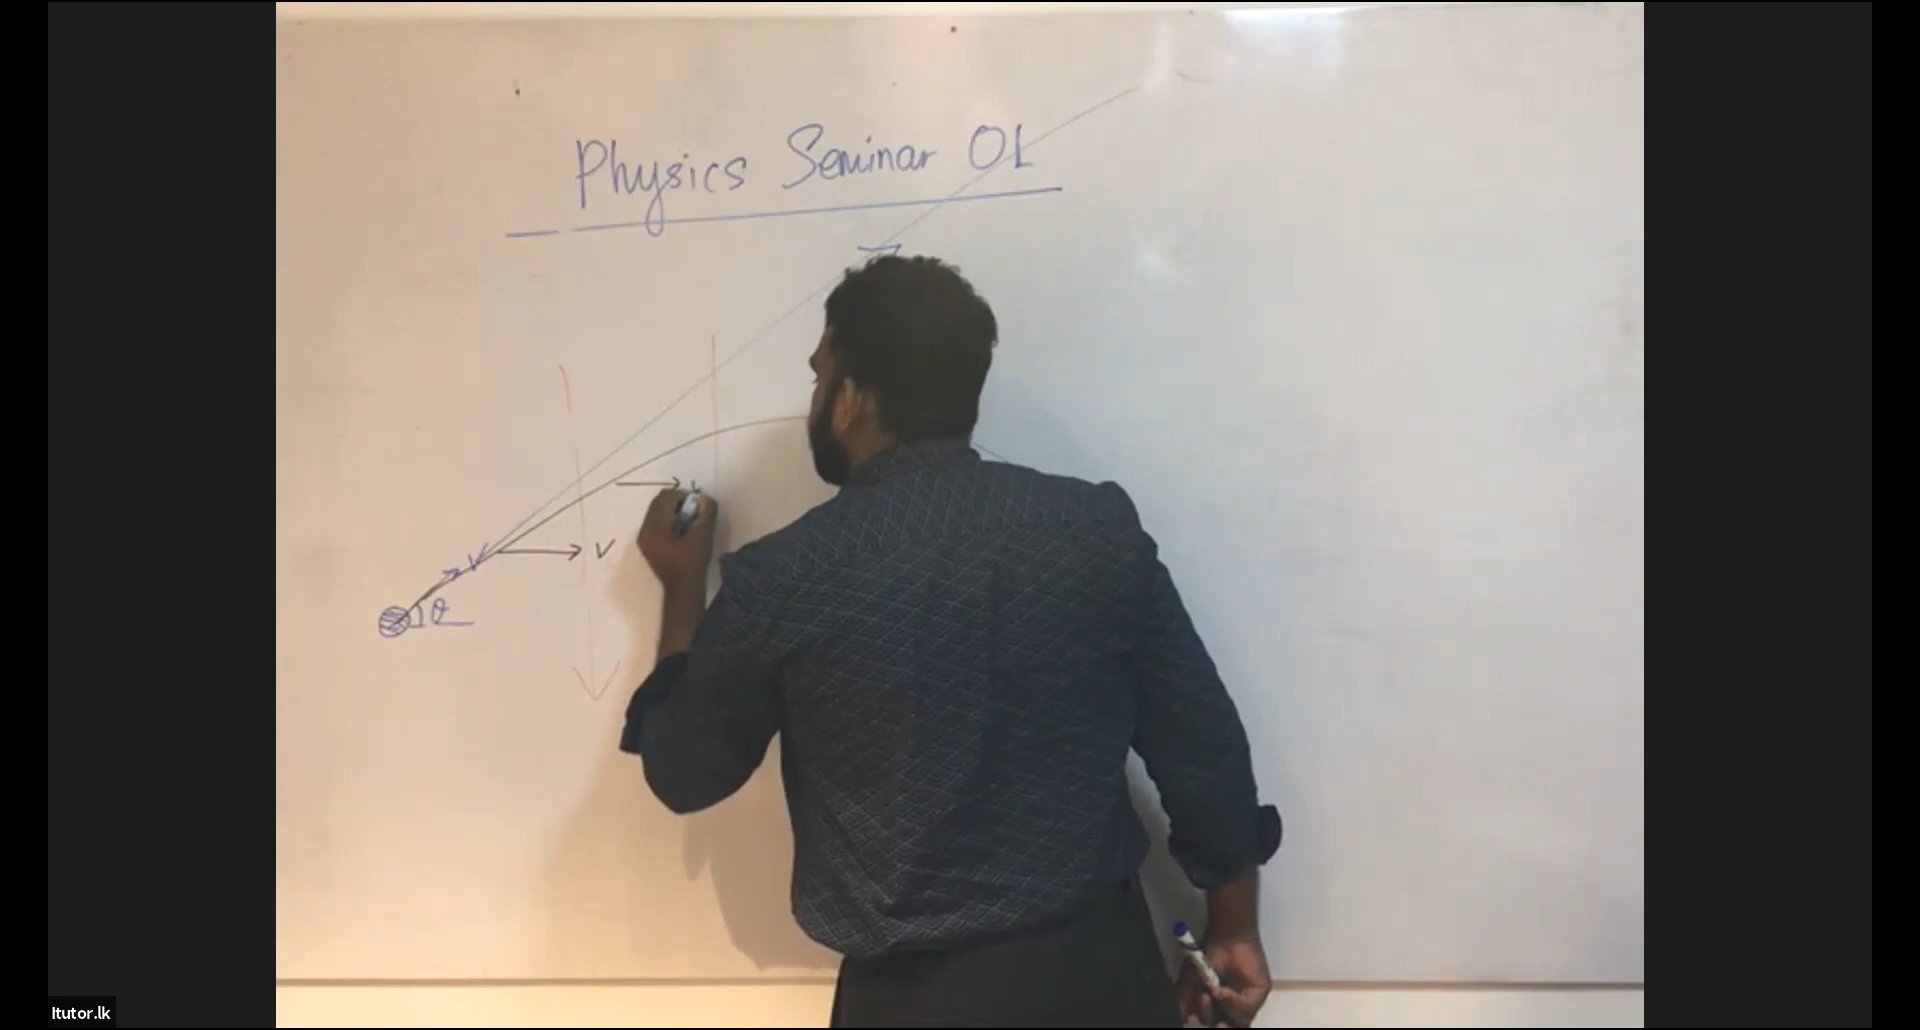 Physics Seminar 01
V
V
θ
Itutor.lk